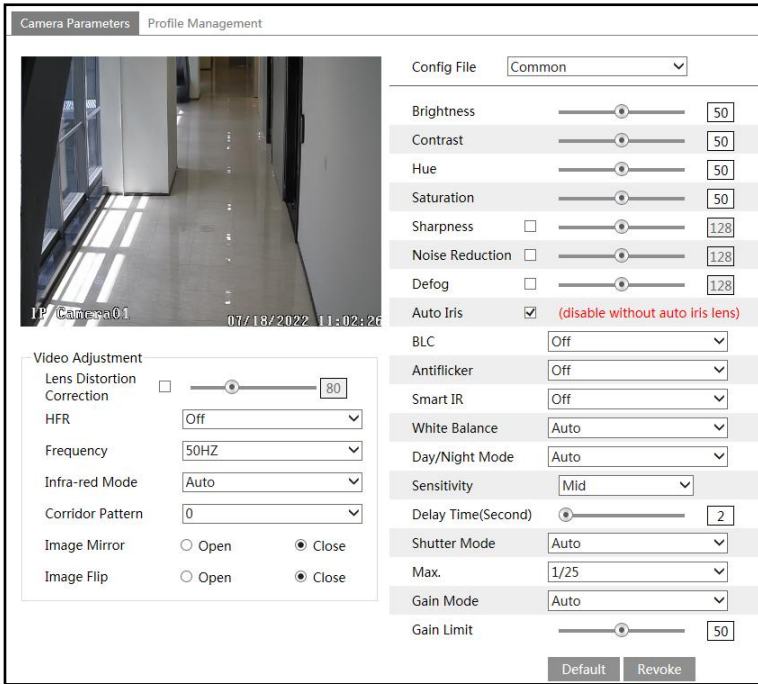 Camera Parameters Profile Management
IP Camera01
07/18/2022 11:02:26
Video Adjustment
Lens Distortion
Correction
80
HFR Off
Frequency 50HZ
Infra-red Mode Auto
Corridor Pattern 0
Image Mirror Open Close
Image Flip Open Close
Config File Common
Brightness 50
Contrast 50
Hue 50
Saturation 50
Sharpness 128
Noise Reduction 128
Defog 128
Auto Iris (disable without auto iris lens)
BLC Off
Antiflicker Off
Smart IR Off
White Balance Auto
Day/Night Mode Auto
Sensitivity Mid
Delay Time(Second) 2
Shutter Mode Auto
Max. 1/25
Gain Mode Auto
Gain Limit 50
Default Revoke